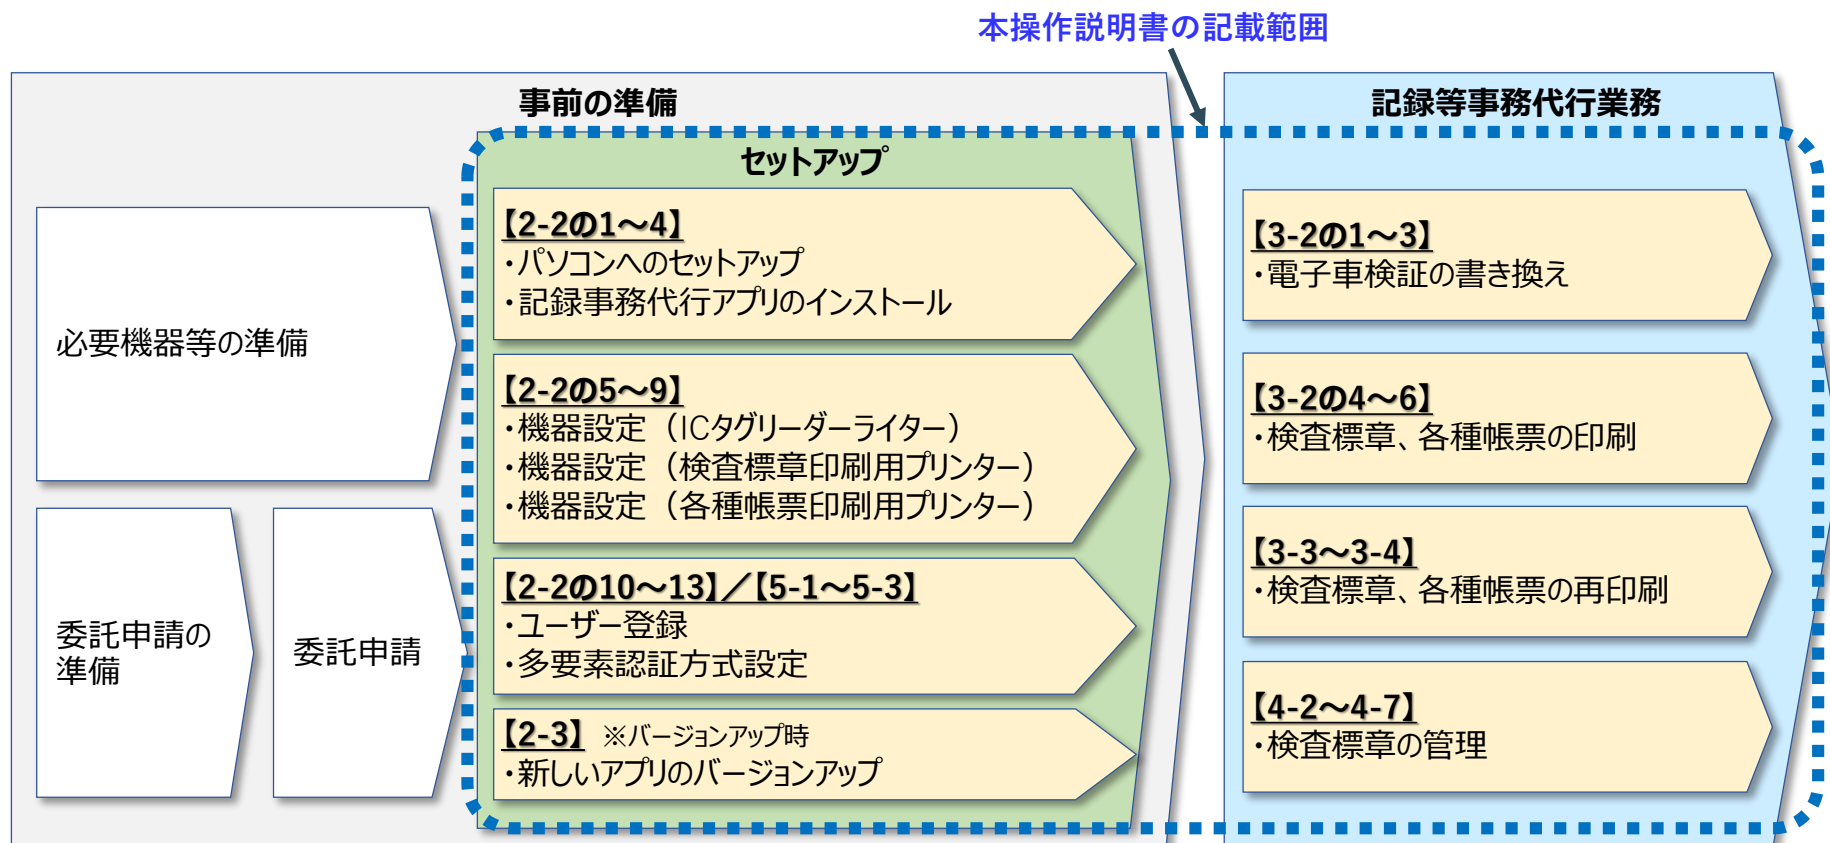 本操作説明書の記載範囲
事前の準備
必要機器等の準備
委託申請の
準備
委託申請
セットアップ
【2-2の1～4】
・パソコンへのセットアップ
・記録事務代行アプリのインストール
【2-2の5～9】
・機器設定（ICタグリーダーライター）
・機器設定（検査標章印刷用プリンター）
・機器設定（各種帳票印刷用プリンター）
【2-2の10～13】／【5-1～5-3】
・ユーザー登録
・多要素認証方式設定
【2-3】 ※バージョンアップ時
・新しいアプリのバージョンアップ
記録等事務代行業務
【3-2の1～3】
・電子車検証の書き換え
【3-2の4～6】
・検査標章、各種帳票の印刷
【3-3～3-4】
・検査標章、各種帳票の再印刷
【4-2～4-7】
・検査標章の管理